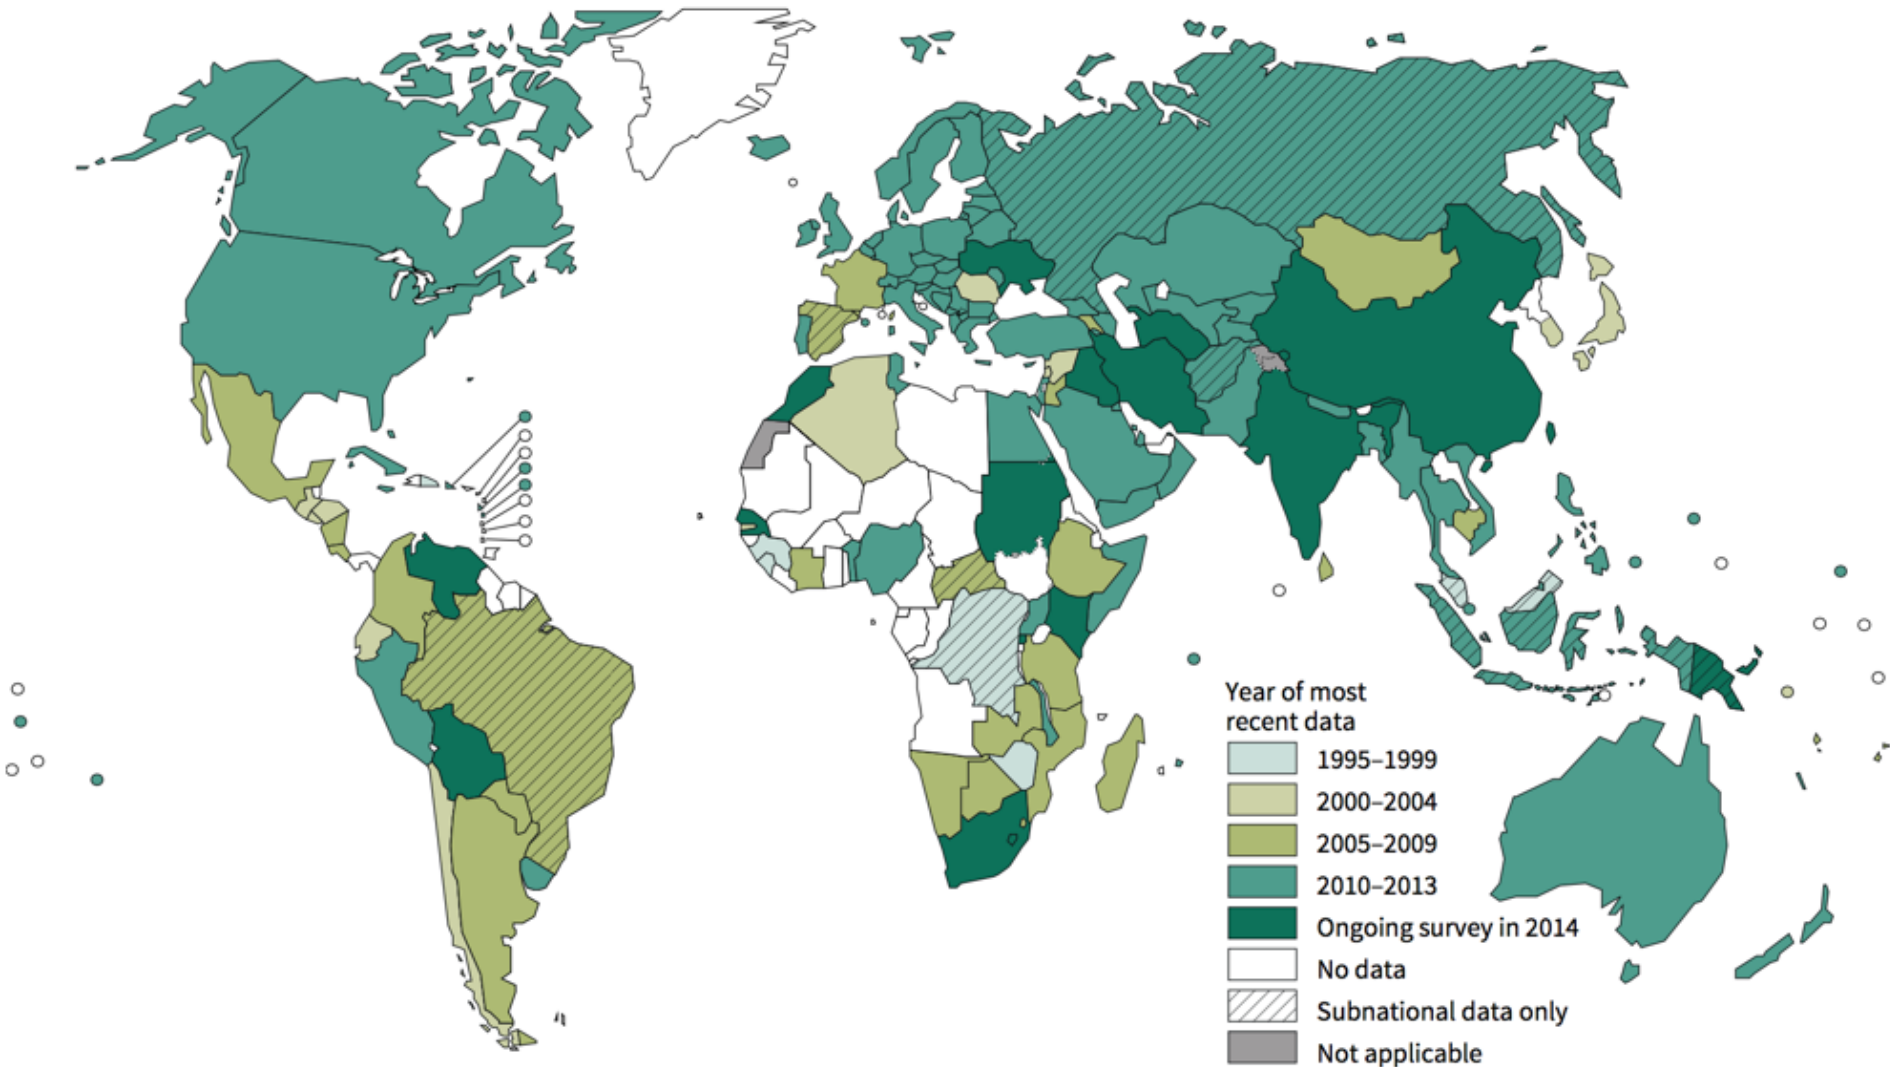 Year of most
recent data
1995–1999
2000–2004
2005–2009
2010–2013
Ongoing survey in 2014
No data
Subnational data only
Not applicable